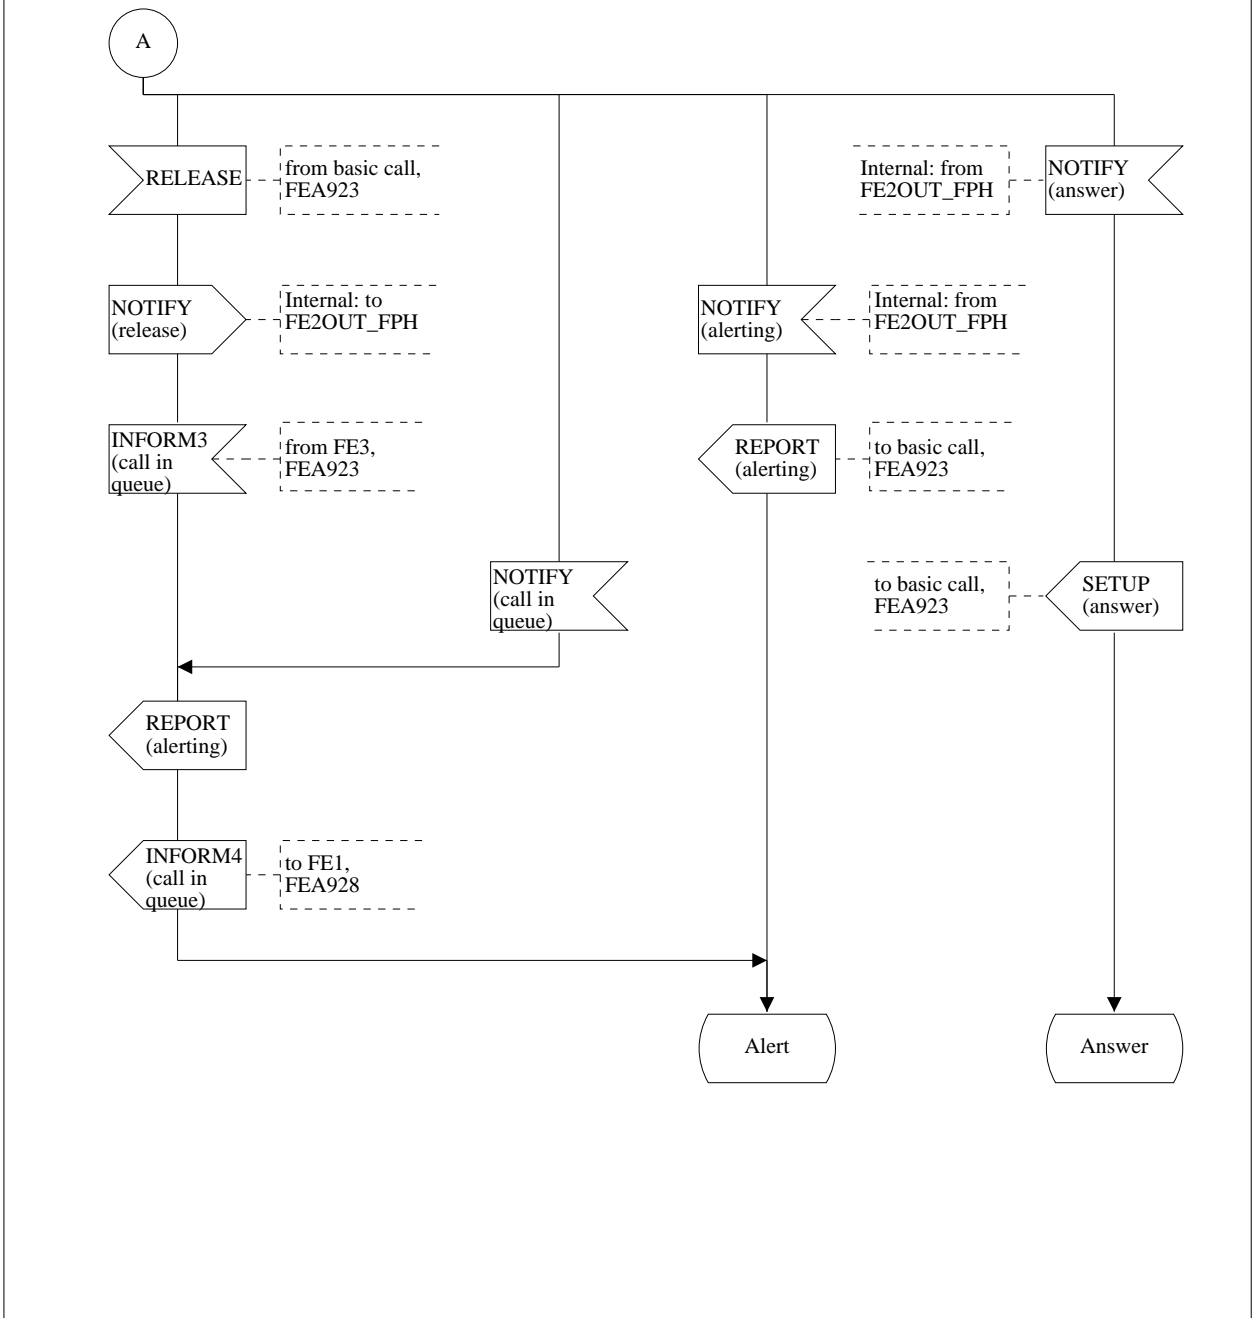 A
RELEASE
from basic call,
FEA923
Internal: from
FE2OUT_FPH
NOTIFY
(answer)
NOTIFY
(release)
Internal: to
FE2OUT_FPH
NOTIFY
(alerting)
Internal: from
FE2OUT_FPH
INFORM3
(call in
queue)
from FE3,
FEA923
REPORT
(alerting)
to basic call,
FEA923
NOTIFY
(call in
queue)
to basic call,
FEA923
SETUP
(answer)
REPORT
(alerting)
INFORM4
(call in
queue)
to FE1,
FEA928
Alert
Answer